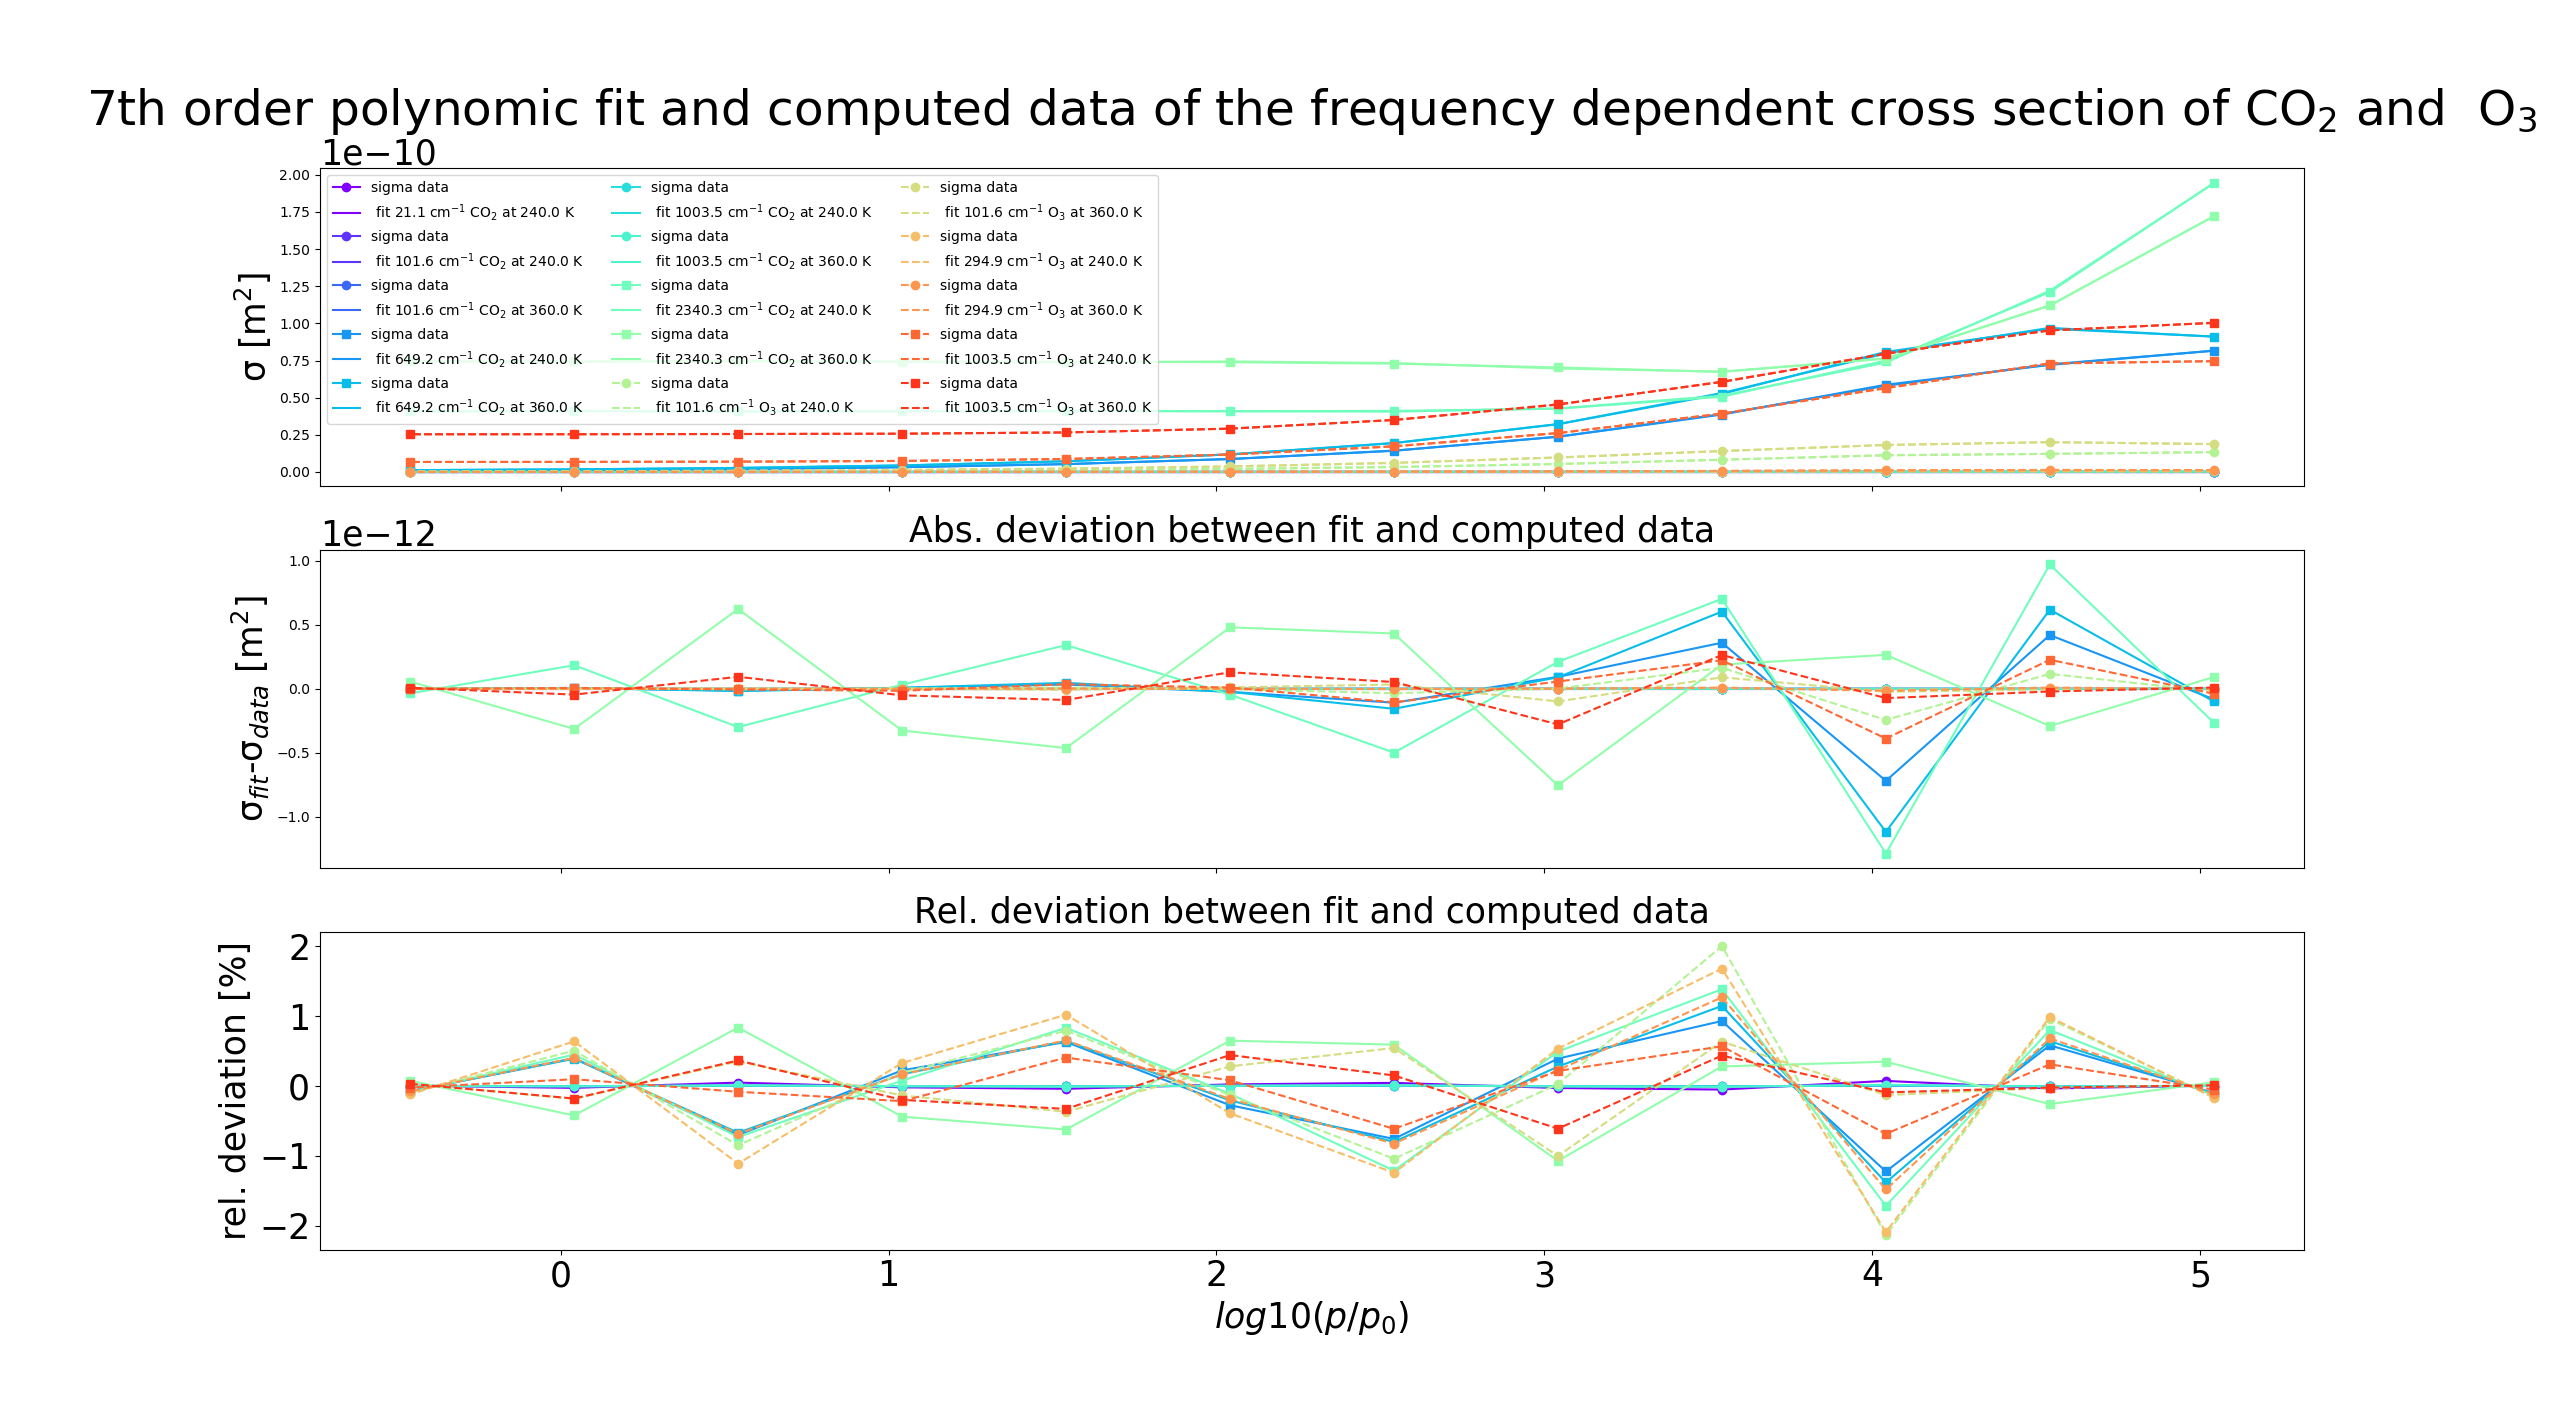 7th order polynomic fit and computed data of the frequency dependent cross section of CO₂ and O₃
1e−10
2.00
1.75
1.50
1.25
1.00
0.75
0.50
0.25
0.00
σ [m²]
sigma data
fit 21.1 cm⁻¹ CO₂ at 240.0 K
sigma data
fit 101.6 cm⁻¹ CO₂ at 240.0 K
sigma data
fit 101.6 cm⁻¹ CO₂ at 360.0 K
sigma data
fit 649.2 cm⁻¹ CO₂ at 240.0 K
sigma data
fit 649.2 cm⁻¹ CO₂ at 360.0 K
sigma data
fit 1003.5 cm⁻¹ CO₂ at 240.0 K
sigma data
fit 1003.5 cm⁻¹ CO₂ at 360.0 K
sigma data
fit 2340.3 cm⁻¹ CO₂ at 240.0 K
sigma data
fit 2340.3 cm⁻¹ CO₂ at 360.0 K
sigma data
fit 101.6 cm⁻¹ O₃ at 240.0 K
sigma data
fit 101.6 cm⁻¹ O₃ at 360.0 K
sigma data
fit 294.9 cm⁻¹ O₃ at 240.0 K
sigma data
fit 294.9 cm⁻¹ O₃ at 360.0 K
sigma data
fit 1003.5 cm⁻¹ O₃ at 240.0 K
sigma data
fit 1003.5 cm⁻¹ O₃ at 360.0 K
Abs. deviation between fit and computed data
1e−12
1.0
0.5
0.0
−0.5
−1.0
σ_fit-σ_data [m²]
Rel. deviation between fit and computed data
2
1
0
−1
−2
rel. deviation [%]
0 1 2 3 4 5
log10(p/p₀)